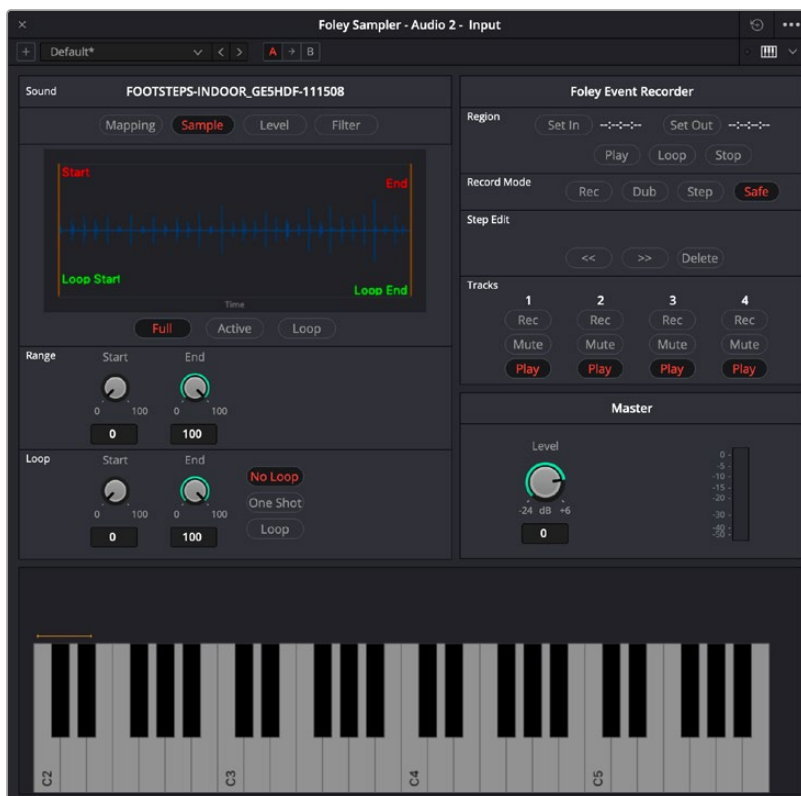 Foley Sampler - Audio 2 - Input
Default*
A
B
Sound
FOOTSTEPS-INDOOR_GE5HDF-111508
Mapping
Sample
Level
Filter
Start
End
Loop Start
Loop End
Time
Full
Active
Loop
Range
Start
End
0 100
0 100
0
100
Loop
Start
End
0 100
0 100
0
100
No Loop
One Shot
Loop
Foley Event Recorder
Region
Set In
--:--:--:--
Set Out
--:--:--:--
Play
Loop
Stop
Record Mode
Rec
Dub
Step
Safe
Step Edit
<<
>>
Delete
Tracks
1 2 3 4
Rec Rec Rec Rec
Mute Mute Mute Mute
Play Play Play Play
Master
Level
-24 dB +6
0
0
-5
-10
-15
-20
-30
-40
-50
C2
C3
C4
C5